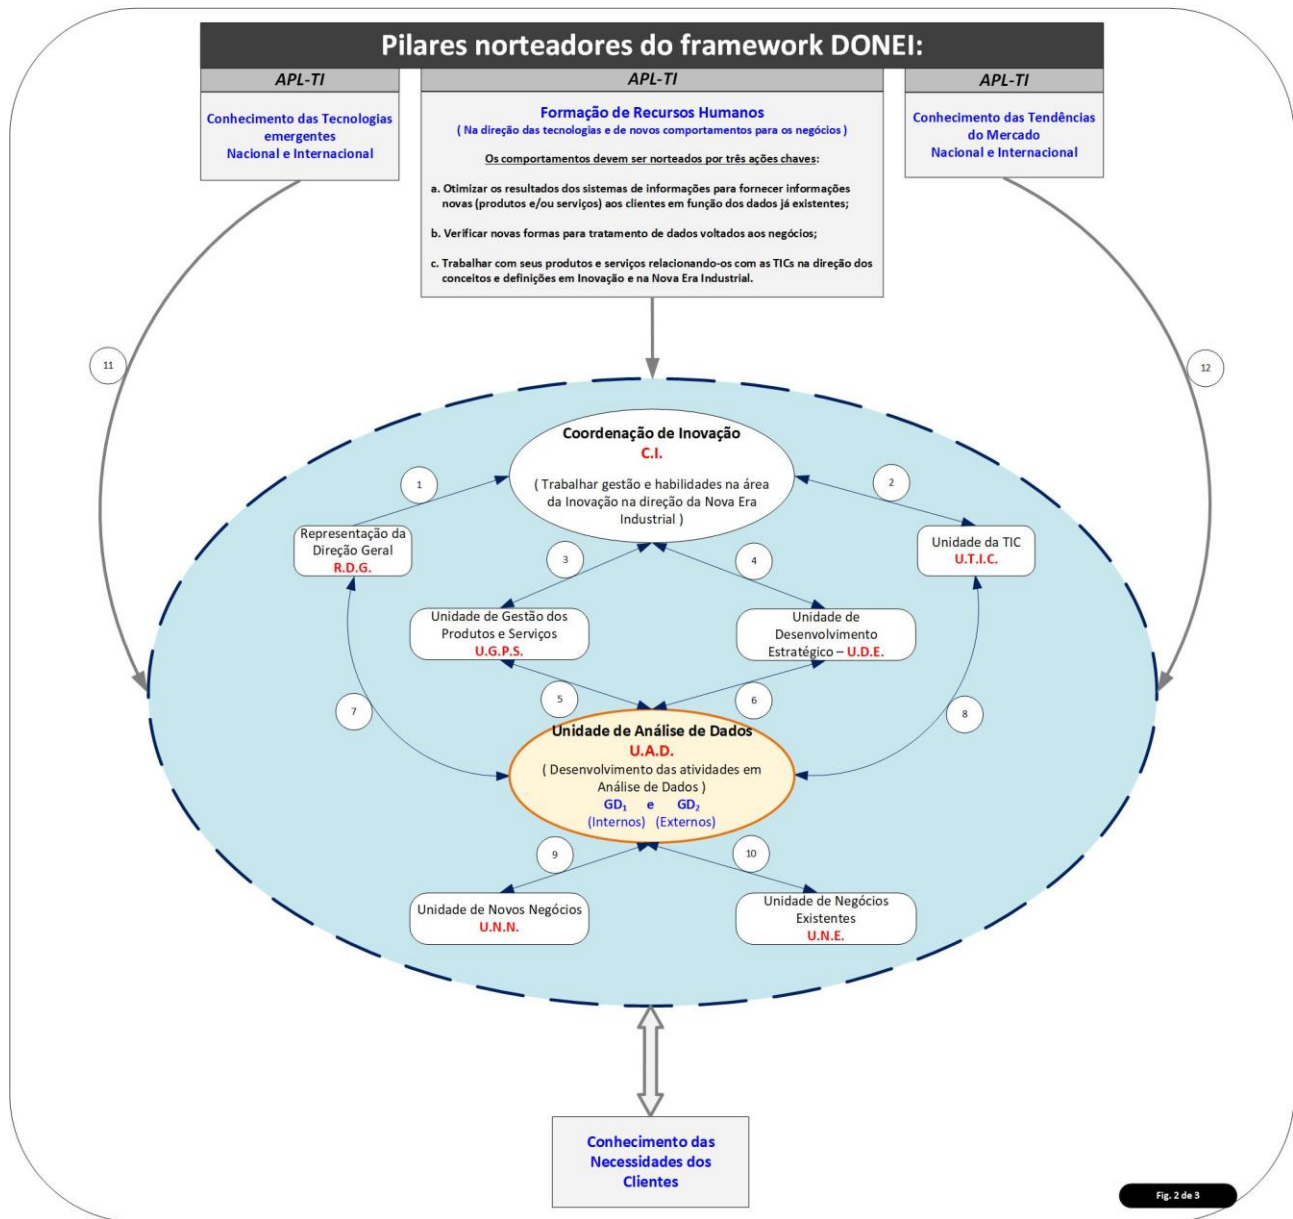 Pilares norteadores do framework DONEI:
APL-TI
Conhecimento das Tecnologias
emergentes
Nacional e Internacional
APL-TI
Formação de Recursos Humanos
( Na direção das tecnologias e de novos comportamentos para os negócios )
Os comportamentos devem ser norteados por três ações chaves:
a. Otimizar os resultados dos sistemas de informações para fornecer informações
novas (produtos e/ou serviços) aos clientes em função dos dados já existentes;
b. Verificar novas formas para tratamento de dados voltados aos negócios;
c. Trabalhar com seus produtos e serviços relacionando-os com as TICs na direção dos
conceitos e definições em Inovação e na Nova Era Industrial.
APL-TI
Conhecimento das Tendências
do Mercado
Nacional e Internacional
11
12
Coordenação de Inovação
C.I.
( Trabalhar gestão e habilidades na área
da Inovação na direção da Nova Era
Industrial )
1
2
Representação da
Direção Geral
R.D.G.
Unidade da TIC
U.T.I.C.
3
4
Unidade de Gestão dos
Produtos e Serviços
U.G.P.S.
Unidade de
Desenvolvimento
Estratégico – U.D.E.
5
6
7
8
Unidade de Análise de Dados
U.A.D.
( Desenvolvimento das atividades em
Análise de Dados )
GD₁ e GD₂
(Internos) (Externos)
9
10
Unidade de Novos Negócios
U.N.N.
Unidade de Negócios
Existentes
U.N.E.
Conhecimento das
Necessidades dos
Clientes
Fig. 2 de 3